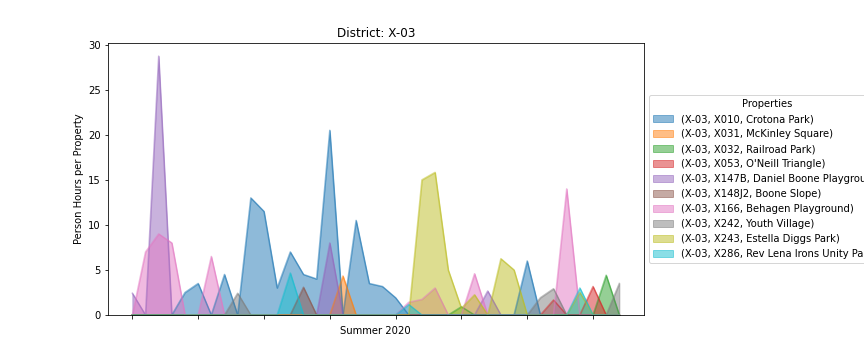 District: X-03
30
25
20
15
10
5
0
Person Hours per Property
Summer 2020
Properties
(X-03, X010, Crotona Park)
(X-03, X031, McKinley Square)
(X-03, X032, Railroad Park)
(X-03, X053, O'Neill Triangle)
(X-03, X147B, Daniel Boone Playgrou
(X-03, X148J2, Boone Slope)
(X-03, X166, Behagen Playground)
(X-03, X242, Youth Village)
(X-03, X243, Estella Diggs Park)
(X-03, X286, Rev Lena Irons Unity Pa